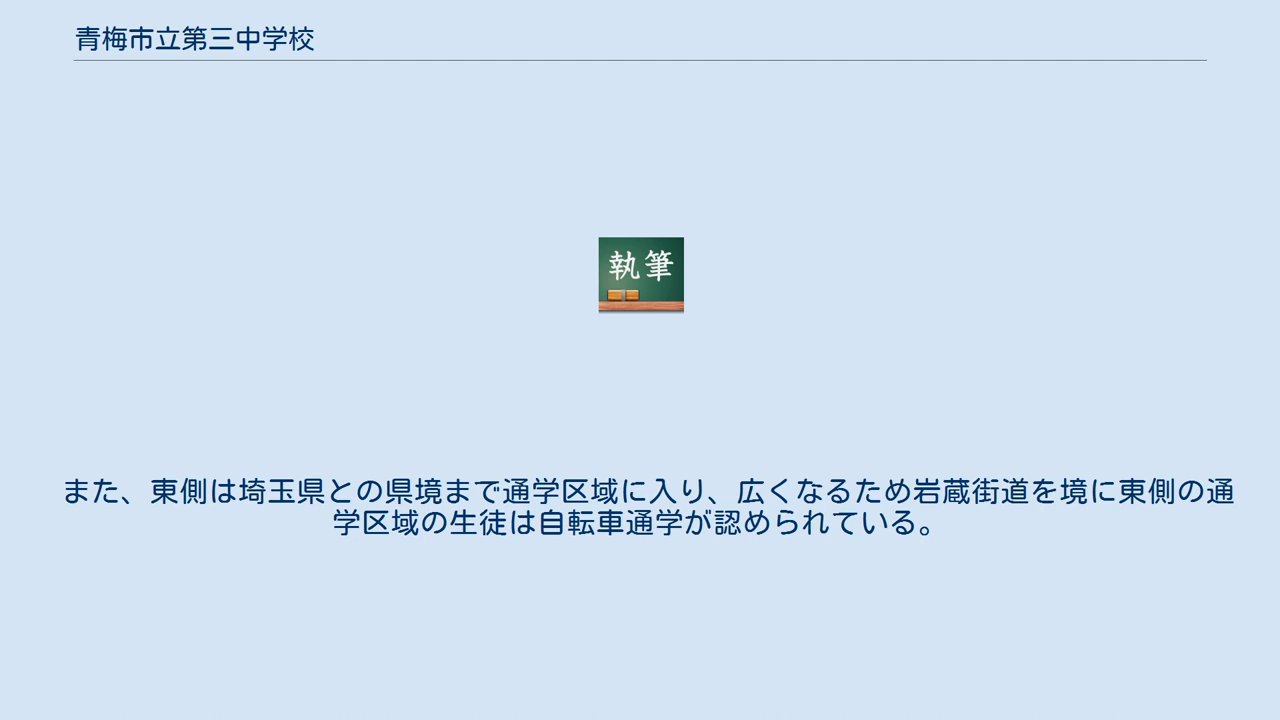 青梅市立第三中学校
執筆
また、東側は埼玉県との県境まで通学区域に入り、広くなるため岩蔵街道を境に東側の通
学区域の生徒は自転車通学が認められている。